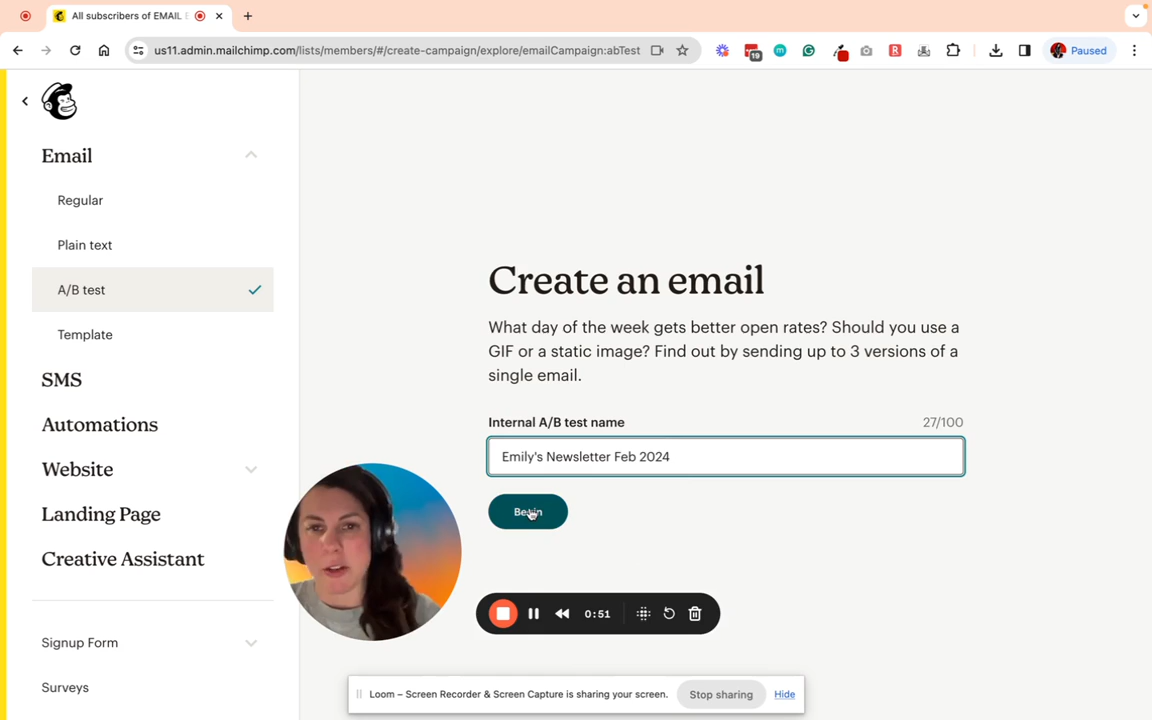 All subscribers of EMAIL
us11.admin.mailchimp.com/lists/members/#/create-campaign/explore/emailCampaign:abTest
19
Paused
Email
Regular
Plain text
A/B test
Template
SMS
Automations
Website
Landing Page
Creative Assistant
Signup Form
Surveys
Create an email
What day of the week gets better open rates? Should you use a
GIF or a static image? Find out by sending up to 3 versions of a
single email.
Internal A/B test name
27/100
Emily's Newsletter Feb 2024
Begin
0:51
Loom – Screen Recorder & Screen Capture is sharing your screen.
Stop sharing
Hide